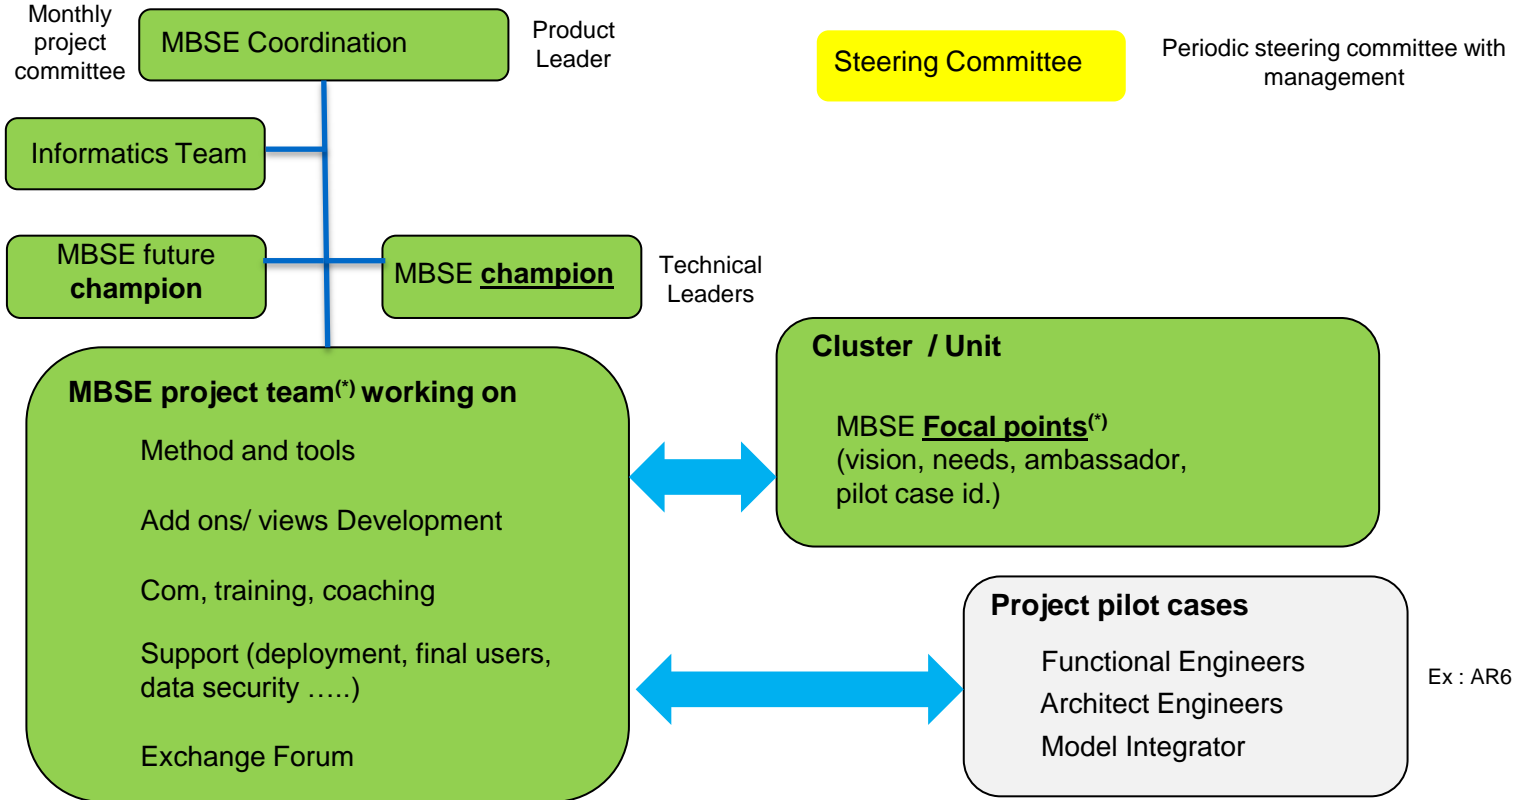 Monthly
project
committee
MBSE Coordination
Product
Leader
Steering Committee
Periodic steering committee with
management
Informatics Team
MBSE future
champion
MBSE champion
Technical
Leaders
MBSE project team(*) working on
Method and tools
Add ons/ views Development
Com, training, coaching
Support (deployment, final users,
data security …..)
Exchange Forum
Cluster / Unit
MBSE Focal points(*)
(vision, needs, ambassador,
pilot case id.)
Project pilot cases
Functional Engineers
Architect Engineers
Model Integrator
Ex : AR6